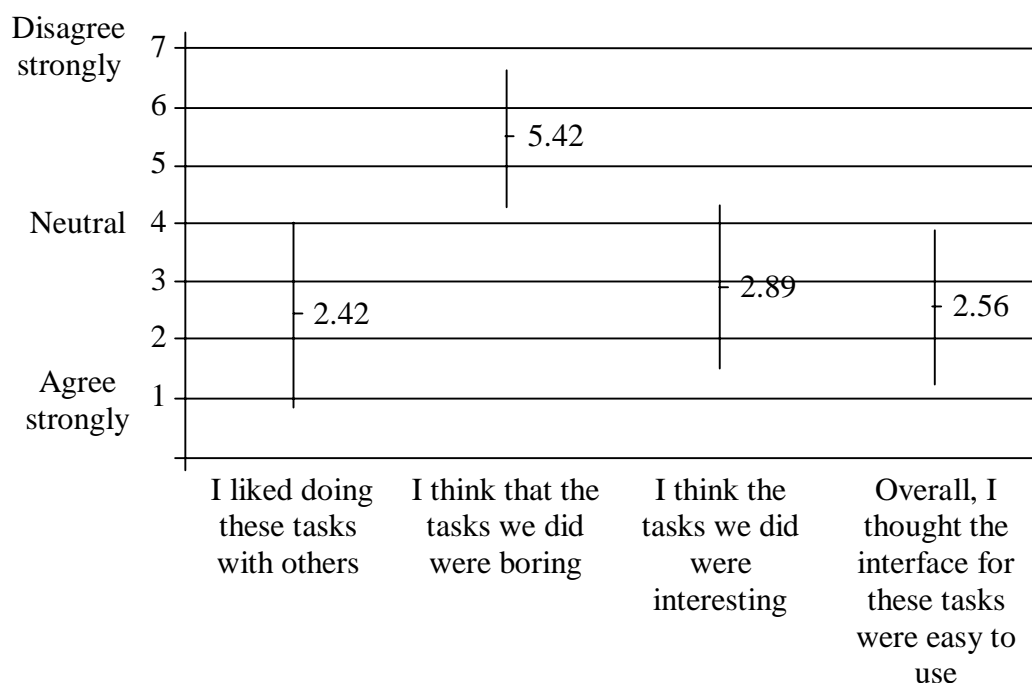 Disagree
strongly
7
6
5.42
5
Neutral 4
3
2.89
2.42
2.56
2
Agree
strongly
1
I liked doing
these tasks
with others
I think that the
tasks we did
were boring
I think the
tasks we did
were
interesting
Overall, I
thought the
interface for
these tasks
were easy to
use